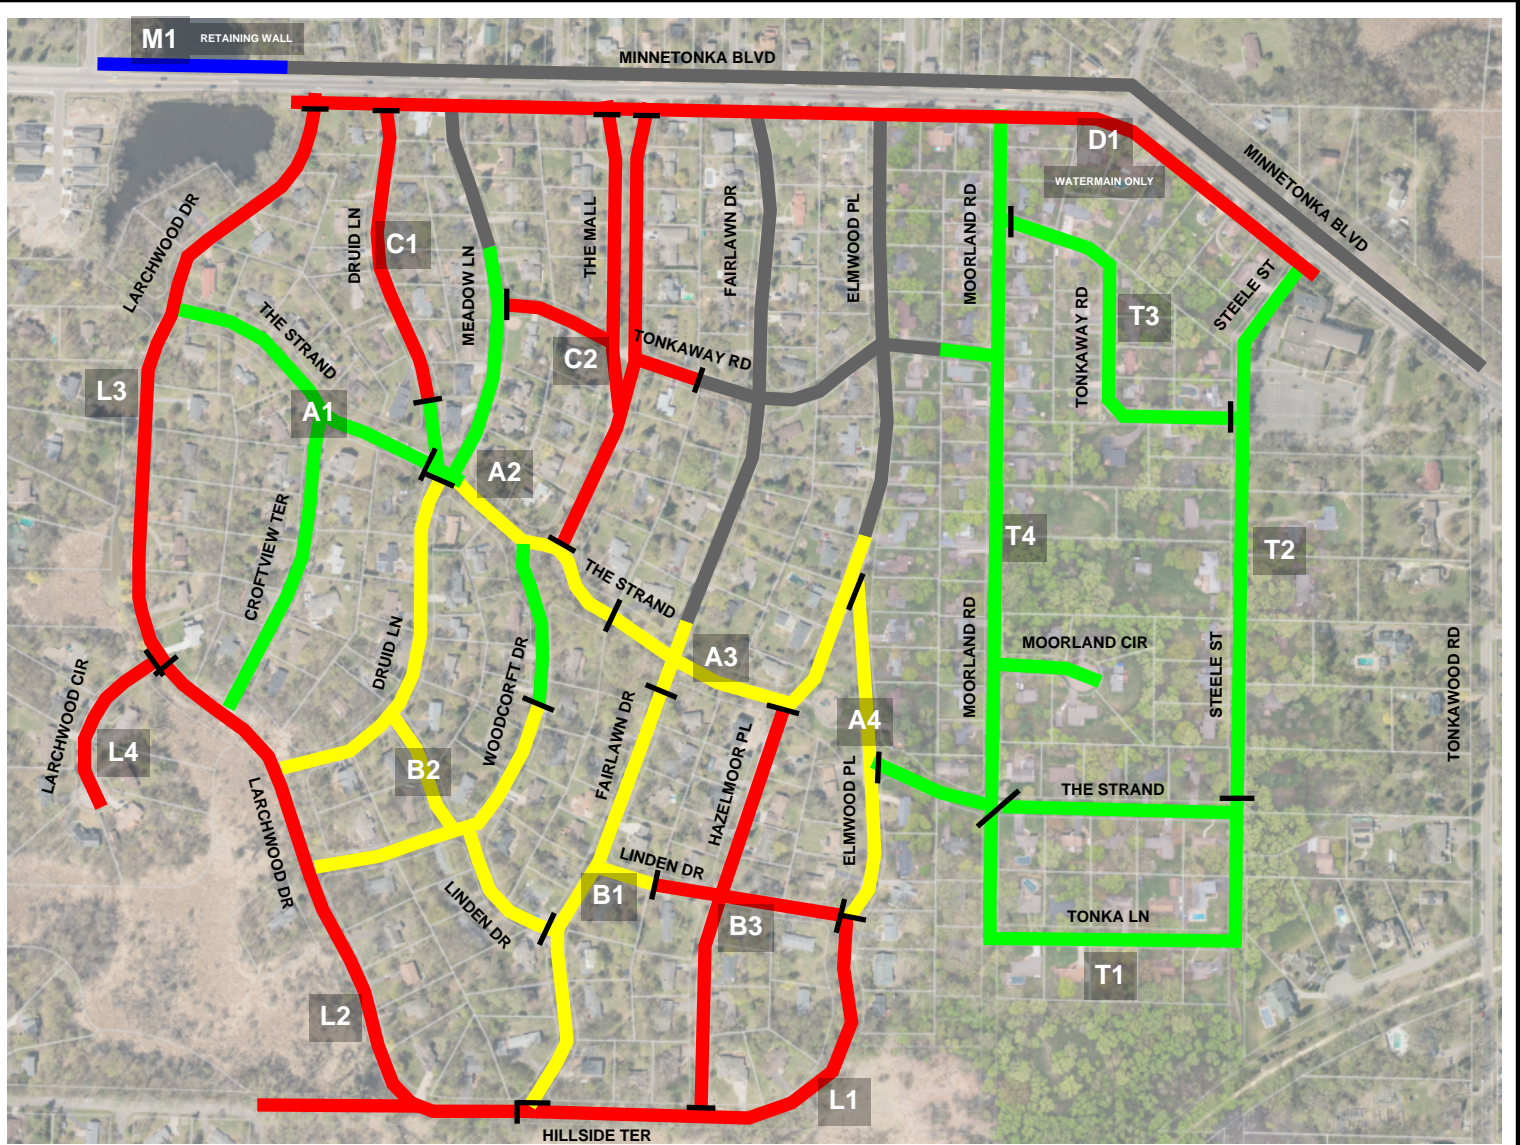 M1 RETAINING WALL
MINNETONKA BLVD
D1
WATERMAIN ONLY
MINNETONKA BLVD
LARCHWOOD DR
DRUID LN
C1
MEADOW LN
THE MALL
FAIRLAWN DR
ELMWOOD PL
MOORLAND RD
TONKAWAY RD
T3
STEELE ST
THE STRAND
C2
TONKAWAY RD
L3
A1
A2
CROFTVIEW TER
T4
T2
THE STRAND
DRUID LN
WOODCORFT DR
A3
MOORLAND RD
MOORLAND CIR
STEELE ST
TONKAWOOD RD
LARCHWOOD CIR
L4
FAIRLAWN DR
HAZELMOOR PL
A4
B2
ELMWOOD PL
THE STRAND
LARCHWOOD DR
LINDEN DR
LINDEN DR
B1
B3
TONKA LN
T1
L2
L1
HILLSIDE TER